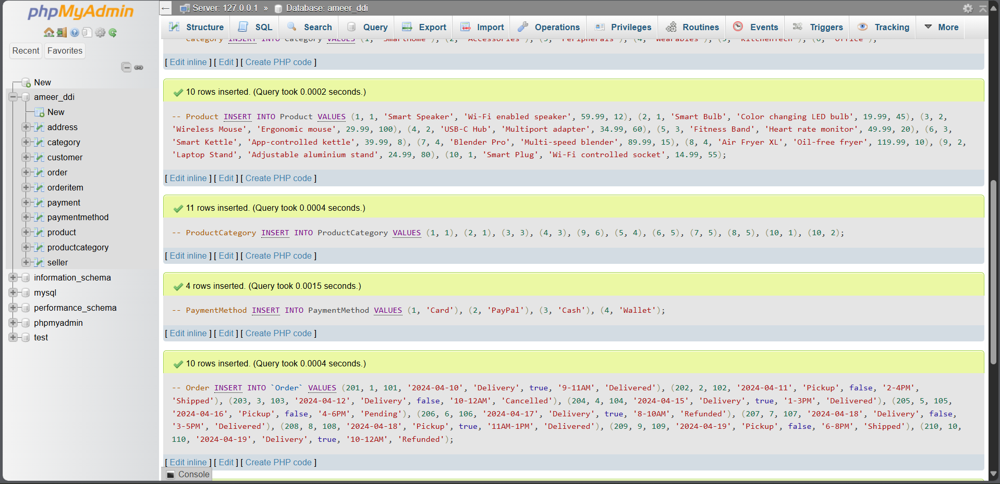 phpMyAdmin
Recent
Favorites
New
ameer_ddi
New
address
category
customer
order
orderitem
payment
paymentmethod
product
productcategory
seller
information_schema
mysql
performance_schema
phpmyadmin
test
Server: 127.0.0.1 » Database: ameer_ddi
Structure SQL Search Query Export Import Operations Privileges Routines Events Triggers Tracking More
-- Category INSERT INTO Category VALUES (1, 'SmartHome'), (2, 'Accessories'), (3, 'Peripherals'), (4, 'Wearables'), (5, 'KitchenTech'), (6, 'Office');
[ Edit inline ] [ Edit ] [ Create PHP code ]
10 rows inserted. (Query took 0.0002 seconds.)
-- Product INSERT INTO Product VALUES (1, 1, 'Smart Speaker', 'Wi-Fi enabled speaker', 59.99, 12), (2, 1, 'Smart Bulb', 'Color changing LED bulb', 19.99, 45), (3, 2,
'Wireless Mouse', 'Ergonomic mouse', 29.99, 100), (4, 2, 'USB-C Hub', 'Multiport adapter', 34.99, 60), (5, 3, 'Fitness Band', 'Heart rate monitor', 49.99, 20), (6, 3,
'Smart Kettle', 'App-controlled kettle', 39.99, 8), (7, 4, 'Blender Pro', 'Multi-speed blender', 89.99, 15), (8, 4, 'Air Fryer XL', 'Oil-free fryer', 119.99, 10), (9, 2,
'Laptop Stand', 'Adjustable aluminium stand', 24.99, 80), (10, 1, 'Smart Plug', 'Wi-Fi controlled socket', 14.99, 55);
[ Edit inline ] [ Edit ] [ Create PHP code ]
11 rows inserted. (Query took 0.0004 seconds.)
-- ProductCategory INSERT INTO ProductCategory VALUES (1, 1), (2, 1), (3, 3), (4, 3), (9, 6), (5, 4), (6, 5), (7, 5), (8, 5), (10, 1), (10, 2);
[ Edit inline ] [ Edit ] [ Create PHP code ]
4 rows inserted. (Query took 0.0015 seconds.)
-- PaymentMethod INSERT INTO PaymentMethod VALUES (1, 'Card'), (2, 'PayPal'), (3, 'Cash'), (4, 'Wallet');
[ Edit inline ] [ Edit ] [ Create PHP code ]
10 rows inserted. (Query took 0.0004 seconds.)
-- Order INSERT INTO `Order` VALUES (201, 1, 101, '2024-04-10', 'Delivery', true, '9-11AM', 'Delivered'), (202, 2, 102, '2024-04-11', 'Pickup', false, '2-4PM',
'Shipped'), (203, 3, 103, '2024-04-12', 'Delivery', false, '10-12AM', 'Cancelled'), (204, 4, 104, '2024-04-15', 'Delivery', true, '1-3PM', 'Delivered'), (205, 5, 105,
'2024-04-16', 'Pickup', false, '4-6PM', 'Pending'), (206, 6, 106, '2024-04-17', 'Delivery', true, '8-10AM', 'Refunded'), (207, 7, 107, '2024-04-18', 'Delivery', false,
'3-5PM', 'Delivered'), (208, 8, 108, '2024-04-18', 'Pickup', true, '11AM-1PM', 'Delivered'), (209, 9, 109, '2024-04-19', 'Pickup', false, '6-8PM', 'Shipped'), (210, 10,
110, '2024-04-19', 'Delivery', true, '10-12AM', 'Refunded');
[ Edit inline ] [ Edit ] [ Create PHP code ]
Console